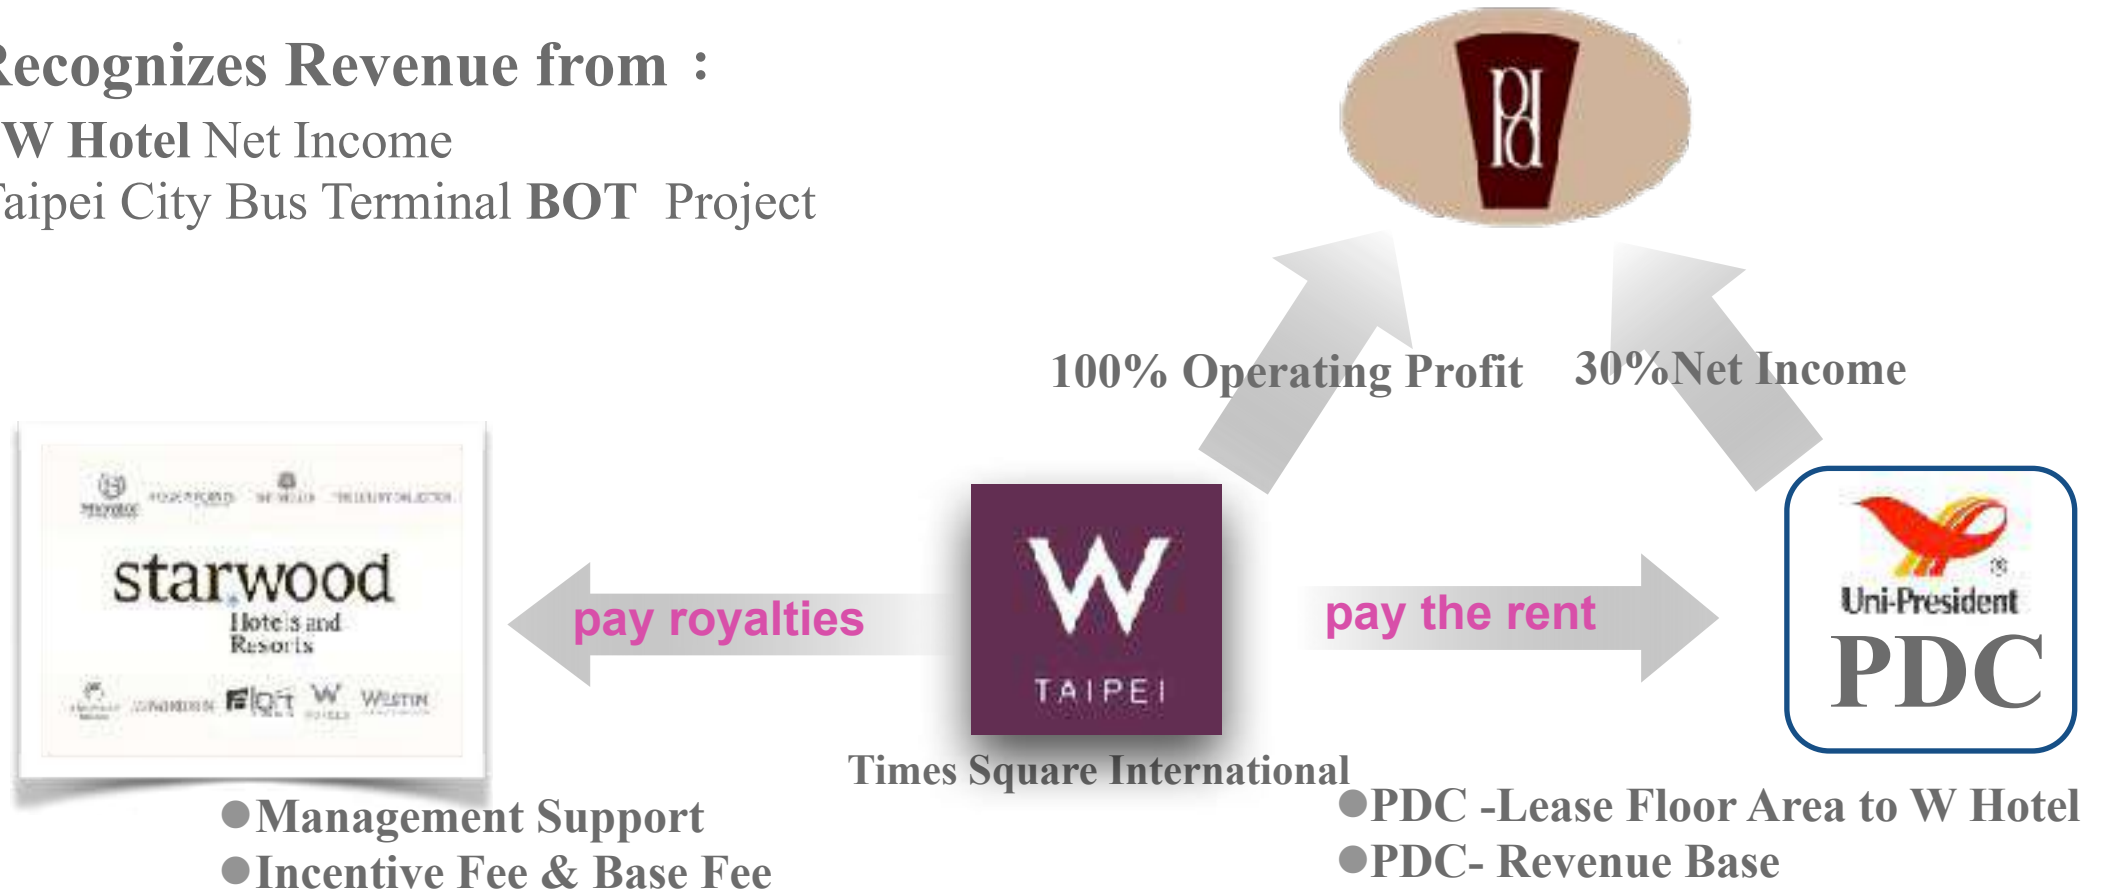 Recognizes Revenue from：
W Hotel Net Income
Taipei City Bus Terminal BOT Project
100% Operating Profit
30%Net Income
starwood
Hotels and
Resorts
WESTIN
pay royalties
W
TAIPEI
pay the rent
Uni-President
®
PDC
Times Square International
●Management Support
●Incentive Fee & Base Fee
●PDC -Lease Floor Area to W Hotel
●PDC- Revenue Base